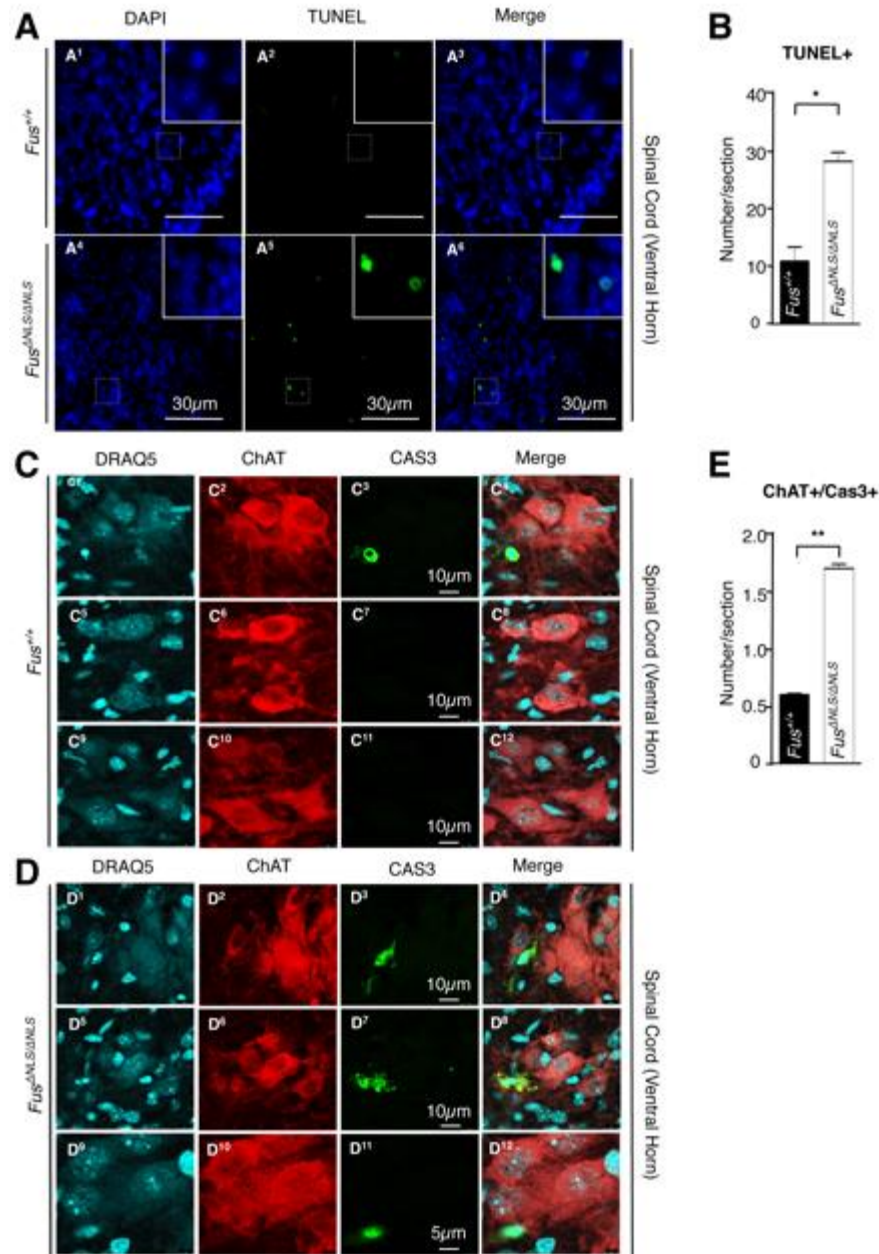 A
DAPI TUNEL Merge
Fus+/+
A¹ A² A³
FusΔNLS/ΔNLS
A⁴ A⁵ A⁶
30µm 30µm 30µm
Spinal Cord (Ventral Horn)
B
TUNEL+
*
Number/section
40
30
20
10
0
Fus+/+
FusΔNLS/ΔNLS
C
DRAQ5 ChAT CAS3 Merge
Fus+/+
C² C³
10µm
C⁵ C⁶ C⁷ C⁸
10µm
C⁹ C¹⁰ C¹¹ C¹²
10µm
Spinal Cord (Ventral Horn)
E
ChAT+/Cas3+
**
Number/section
2.0
1.5
1.0
0.5
0
Fus+/+
FusΔNLS/ΔNLS
D
DRAQ5 ChAT CAS3 Merge
FusΔNLS/ΔNLS
D¹ D² D³ D⁴
10µm
D⁵ D⁶ D⁷ D⁸
10µm
D⁹ D¹⁰ D¹¹ D¹²
5µm
Spinal Cord (Ventral Horn)